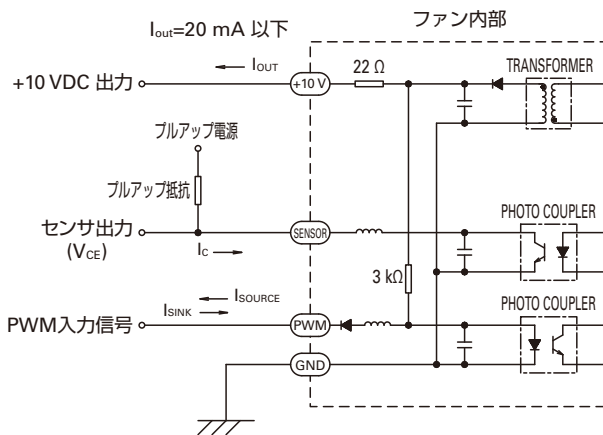 Iout=20 mA 以下
ファン内部
+10 VDC 出力
IOUT
+10 V
22 Ω
TRANSFORMER
プルアップ電源
プルアップ抵抗
センサ出力
(VCE)
IC
SENSOR
PHOTO COUPLER
3 kΩ
PWM入力信号
ISOURCE
ISINK
PWM
PHOTO COUPLER
GND